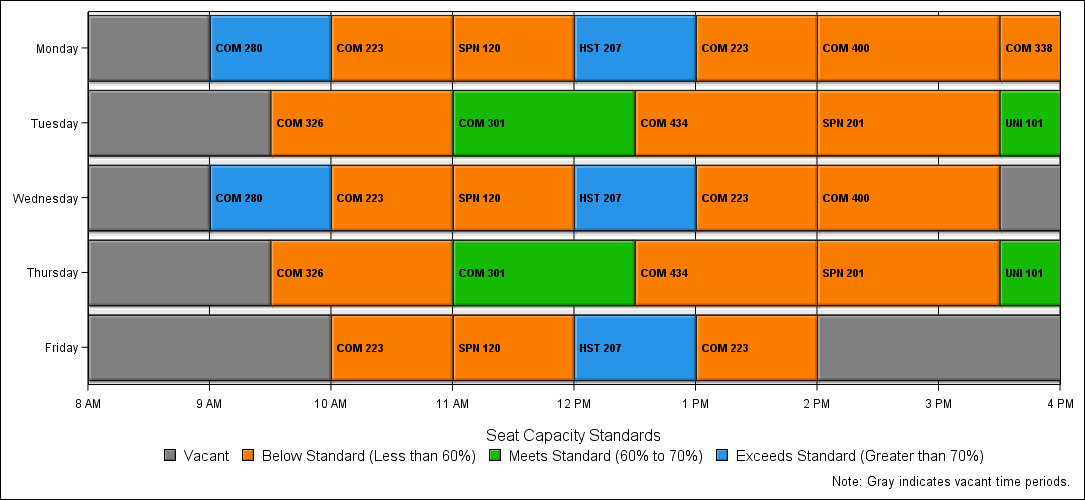 Monday COM 280 COM 223 SPN 120 HST 207 COM 223 COM 400 COM 338
Tuesday COM 326 COM 301 COM 434 SPN 201 UNI 101
Wednesday COM 280 COM 223 SPN 120 HST 207 COM 223 COM 400
Thursday COM 326 COM 301 COM 434 SPN 201 UNI 101
Friday COM 223 SPN 120 HST 207 COM 223
8 AM 9 AM 10 AM 11 AM 12 PM 1 PM 2 PM 3 PM 4 PM
Seat Capacity Standards
Vacant Below Standard (Less than 60%) Meets Standard (60% to 70%) Exceeds Standard (Greater than 70%)
Note: Gray indicates vacant time periods.